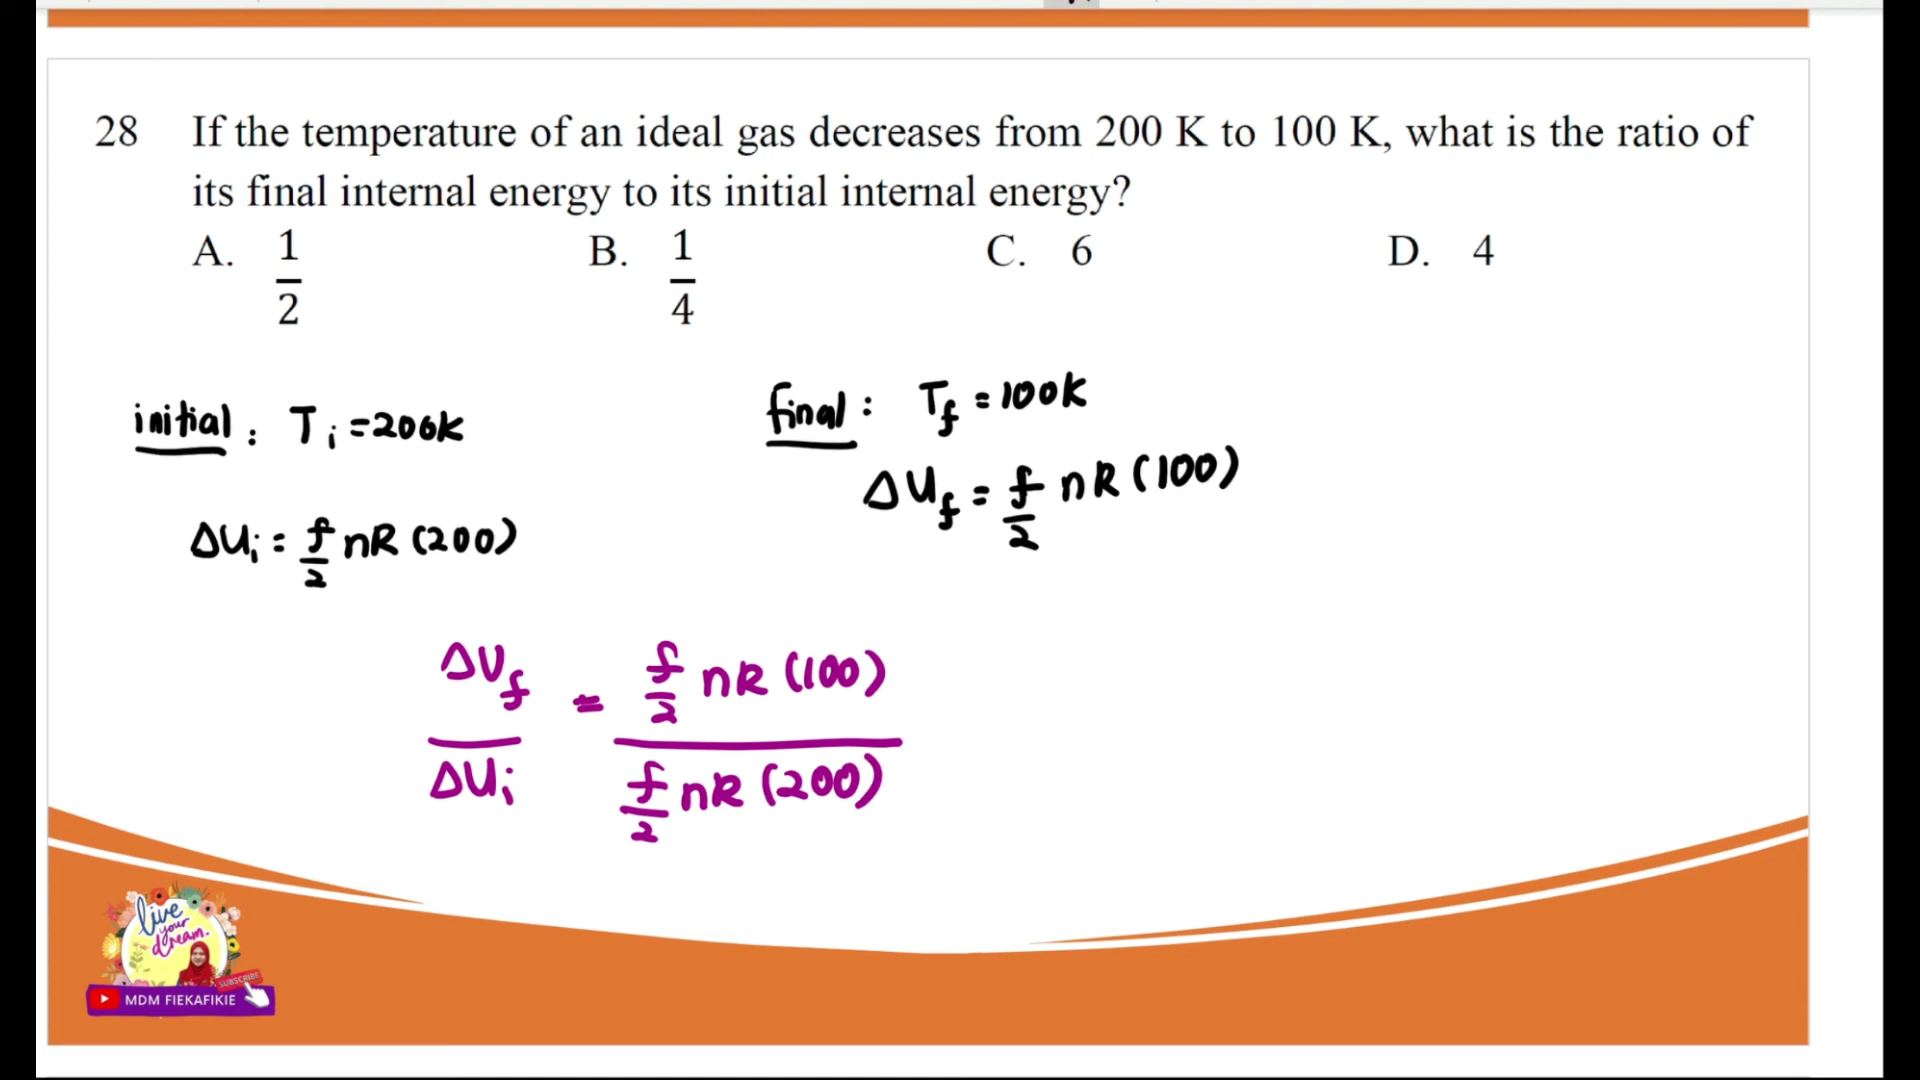 28 If the temperature of an ideal gas decreases from 200 K to 100 K, what is the ratio of
its final internal energy to its initial internal energy?
A. 1/2 B. 1/4 C. 6 D. 4
initial : Ti = 200K
final : Tf = 100K
ΔUi = f/2 nR (200)
ΔUf = f/2 nR (100)
ΔUf / ΔUi = f/2 nR (100) / f/2 nR (200)
live
your
dream.
SUBSCRIBE
MDM FIEKAFIKIE